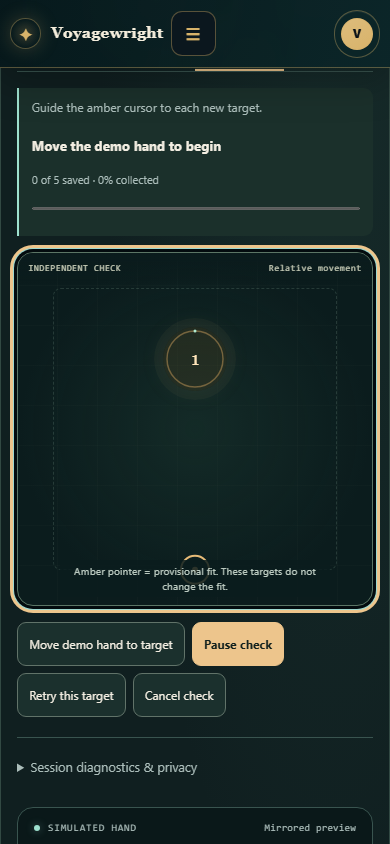 Voyagewright
V
Guide the amber cursor to each new target.
Move the demo hand to begin
0 of 5 saved · 0% collected
INDEPENDENT CHECK
Relative movement
1
Amber pointer = provisional fit. These targets do not
change the fit.
Move demo hand to target
Pause check
Retry this target
Cancel check
Session diagnostics & privacy
SIMULATED HAND
Mirrored preview